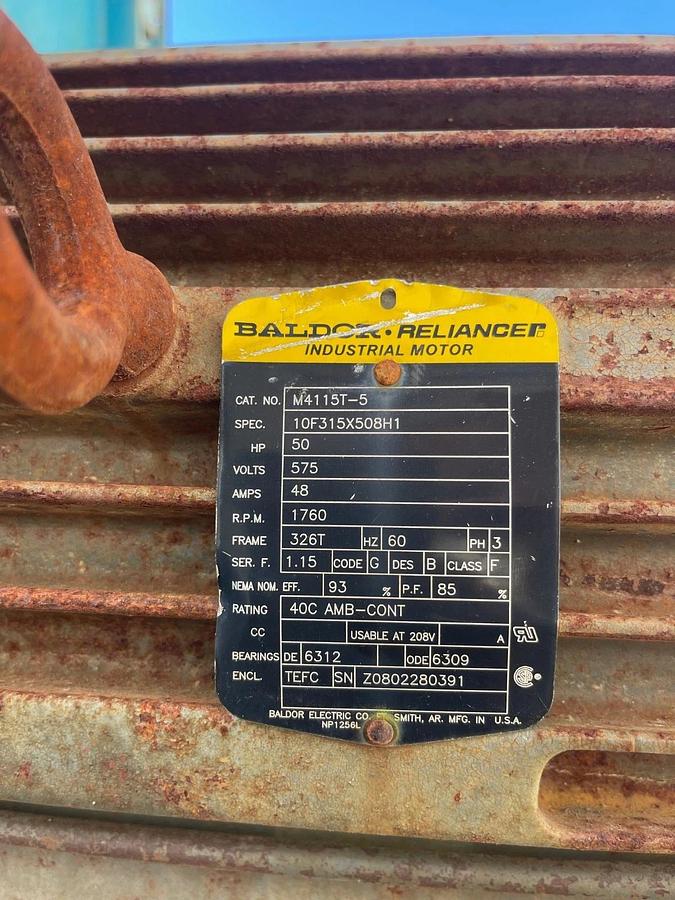 BALDOR · RELIANCE
INDUSTRIAL MOTOR
CAT. NO. M4115T-5
SPEC. 10F315X508H1
HP 50
VOLTS 575
AMPS 48
R.P.M. 1760
FRAME 326T HZ 60 PH 3
SER. F. 1.15 CODE G DES B CLASS F
NEMA NOM. EFF. 93 % P.F. 85 %
RATING 40C AMB-CONT
CC USABLE AT 208V A
BEARINGS DE 6312 ODE 6309
ENCL. TEFC SN Z0802280391
BALDOR ELECTRIC CO. SMITH, AR. MFG. IN U.S.A.
NP1256L